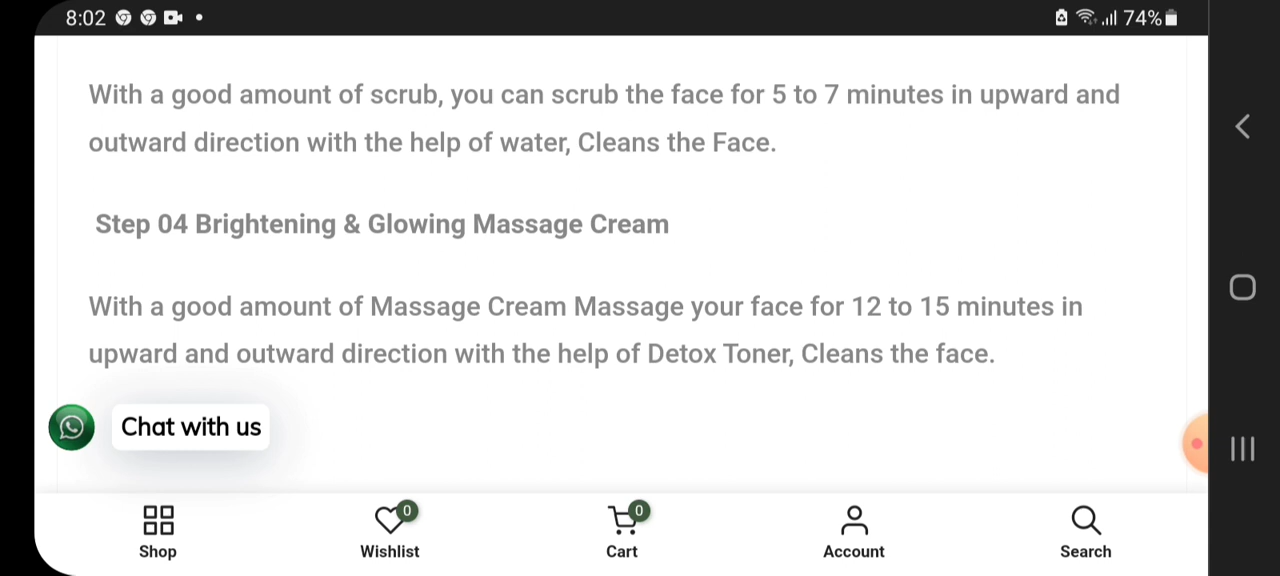 8:02
74%
With a good amount of scrub, you can scrub the face for 5 to 7 minutes in upward and
outward direction with the help of water, Cleans the Face.
Step 04 Brightening & Glowing Massage Cream
With a good amount of Massage Cream Massage your face for 12 to 15 minutes in
upward and outward direction with the help of Detox Toner, Cleans the face.
Chat with us
0
0
Shop
Wishlist
Cart
Account
Search